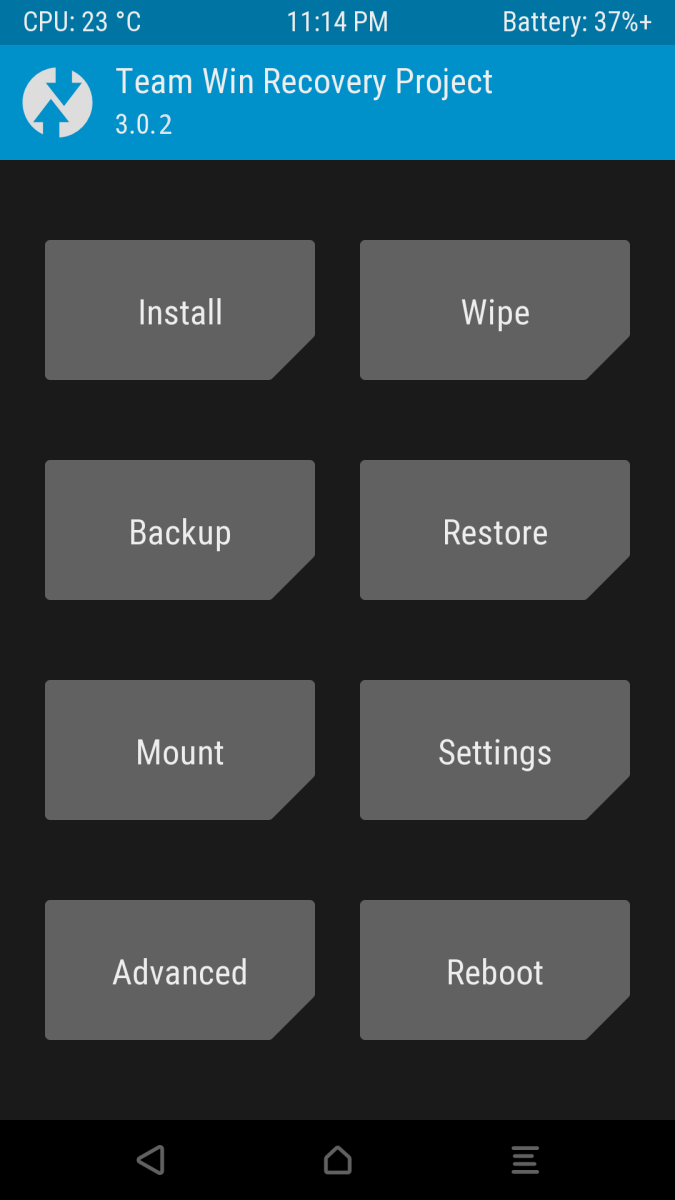 CPU: 23 °C 11:14 PM Battery: 37%+
Team Win Recovery Project
3.0.2
Install Wipe
Backup Restore
Mount Settings
Advanced Reboot